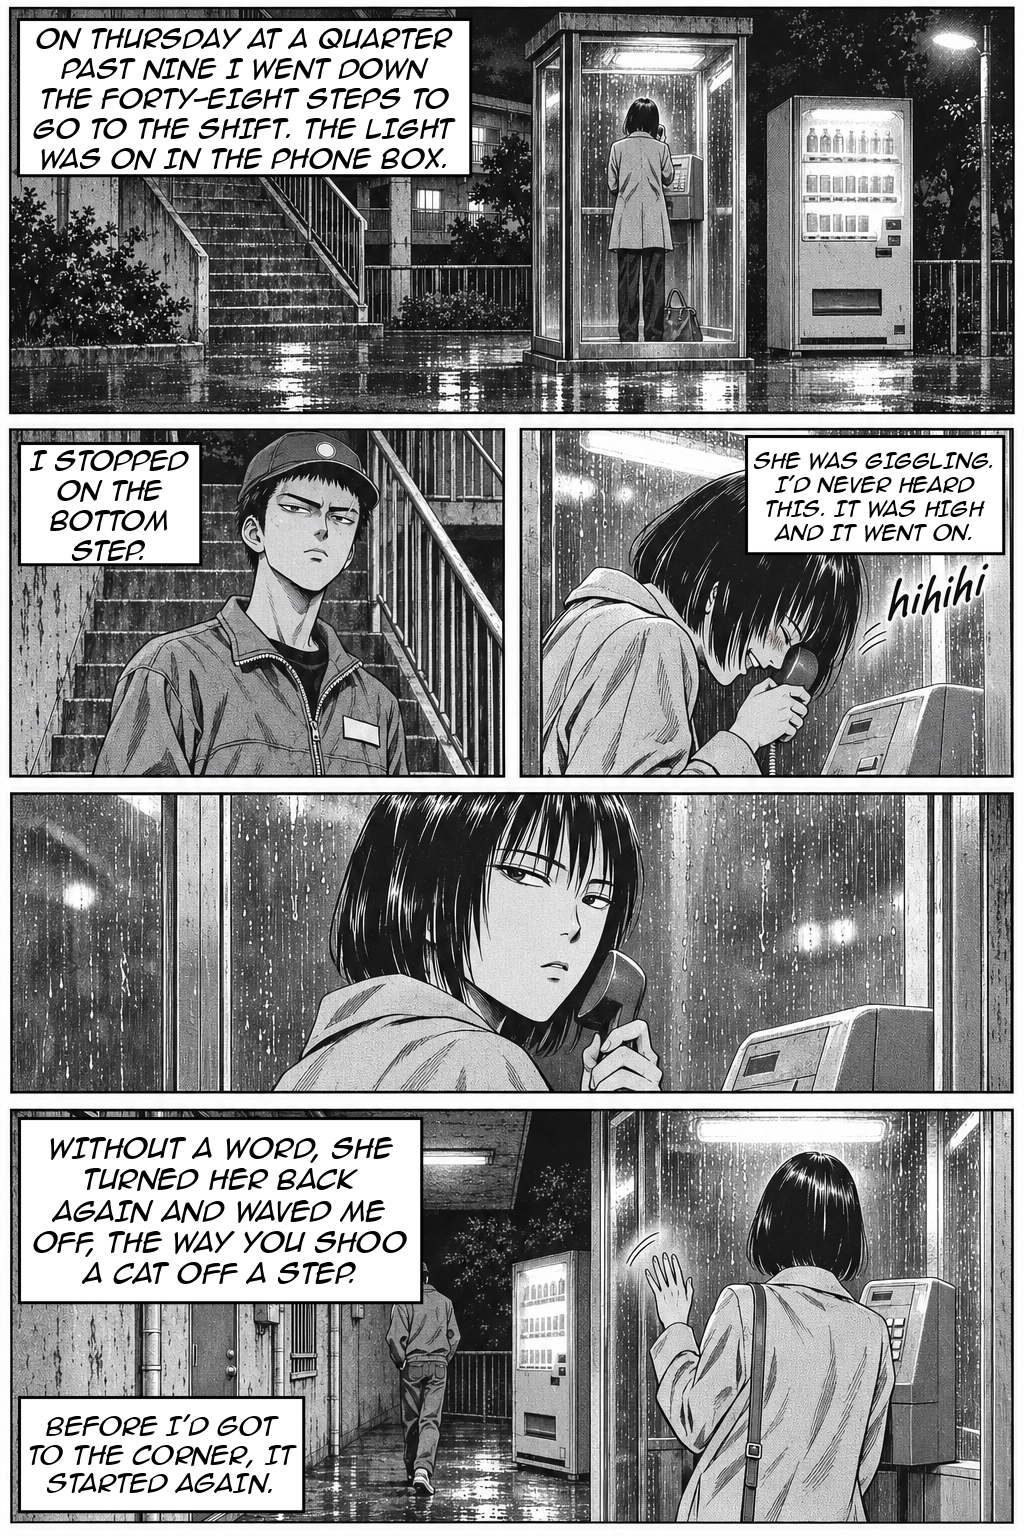 ON THURSDAY AT A QUARTER
PAST NINE I WENT DOWN
THE FORTY-EIGHT STEPS TO
GO TO THE SHIFT. THE LIGHT
WAS ON IN THE PHONE BOX.
I STOPPED
ON THE
BOTTOM
STEP.
SHE WAS GIGGLING.
I'D NEVER HEARD
THIS. IT WAS HIGH
AND IT WENT ON.
hihihi
WITHOUT A WORD, SHE
TURNED HER BACK
AGAIN AND WAVED ME
OFF, THE WAY YOU SHOO
A CAT OFF A STEP.
BEFORE I'D GOT
TO THE CORNER, IT
STARTED AGAIN.